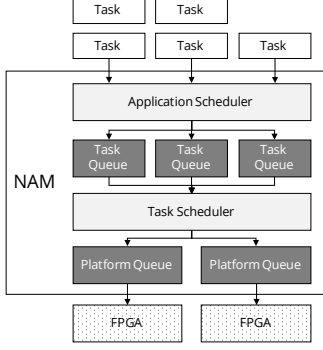 Task Task
Task Task Task
Application Scheduler
Task Queue Task Queue Task Queue
NAM
Task Scheduler
Platform Queue Platform Queue
FPGA FPGA